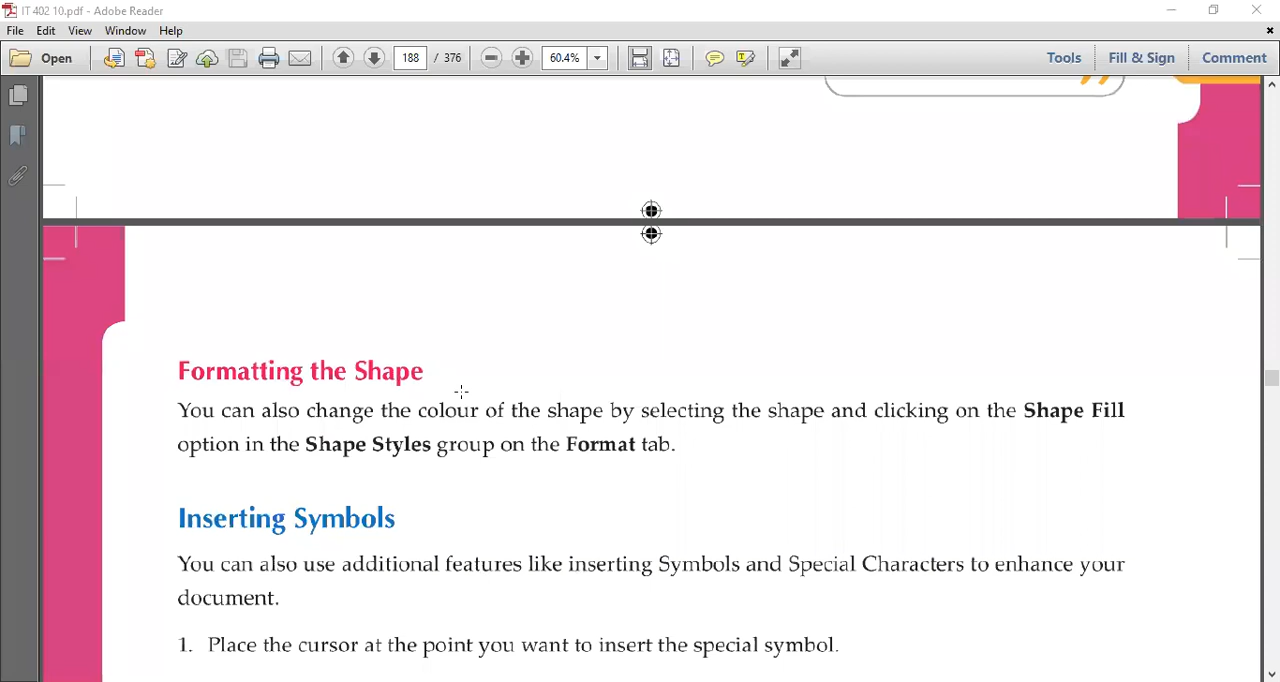 IT 402 10.pdf - Adobe Reader
File Edit View Window Help
Open 188 / 376 60.4% Tools Fill & Sign Comment
Formatting the Shape
You can also change the colour of the shape by selecting the shape and clicking on the Shape Fill
option in the Shape Styles group on the Format tab.
Inserting Symbols
You can also use additional features like inserting Symbols and Special Characters to enhance your
document.
1. Place the cursor at the point you want to insert the special symbol.